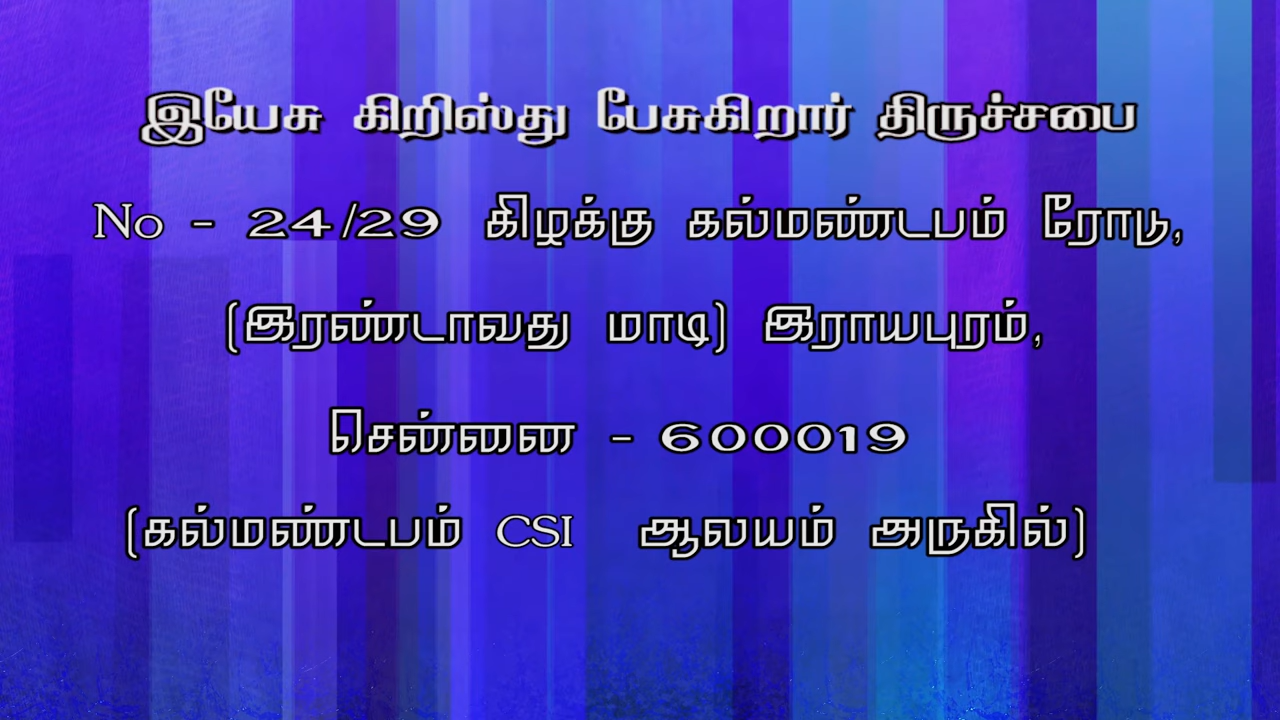 இயேசு கிறிஸ்து பேசுகிறார் திருச்சபை
No - 24/29 கிழக்கு கல்மண்டபம் ரோடு,
(இரண்டாவது மாடி) இராயபுரம்,
சென்னை - 600019
(கல்மண்டபம் CSI ஆலயம் அருகில்)